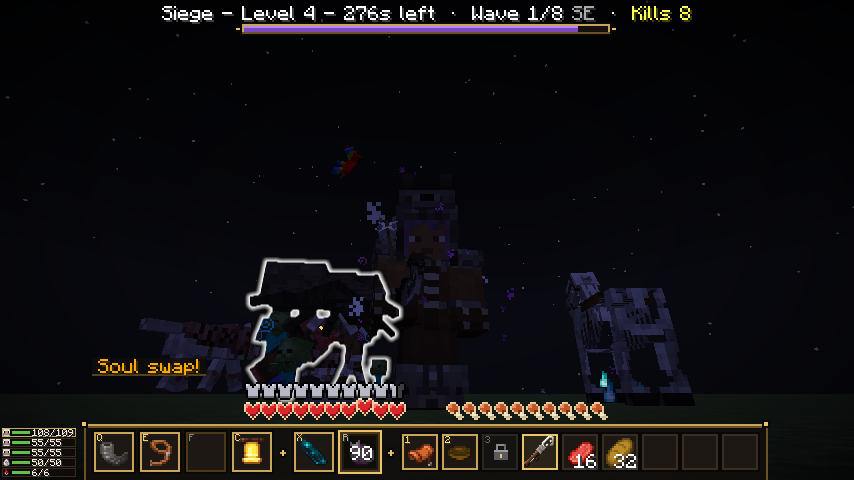 Siege - Level 4 - 276s left · Wave 1/8 SE · Kills 8
Soul swap!
108/109
55/55
55/55
50/50
6/6
E
F
C
X
R
90
1
2
3
16
32